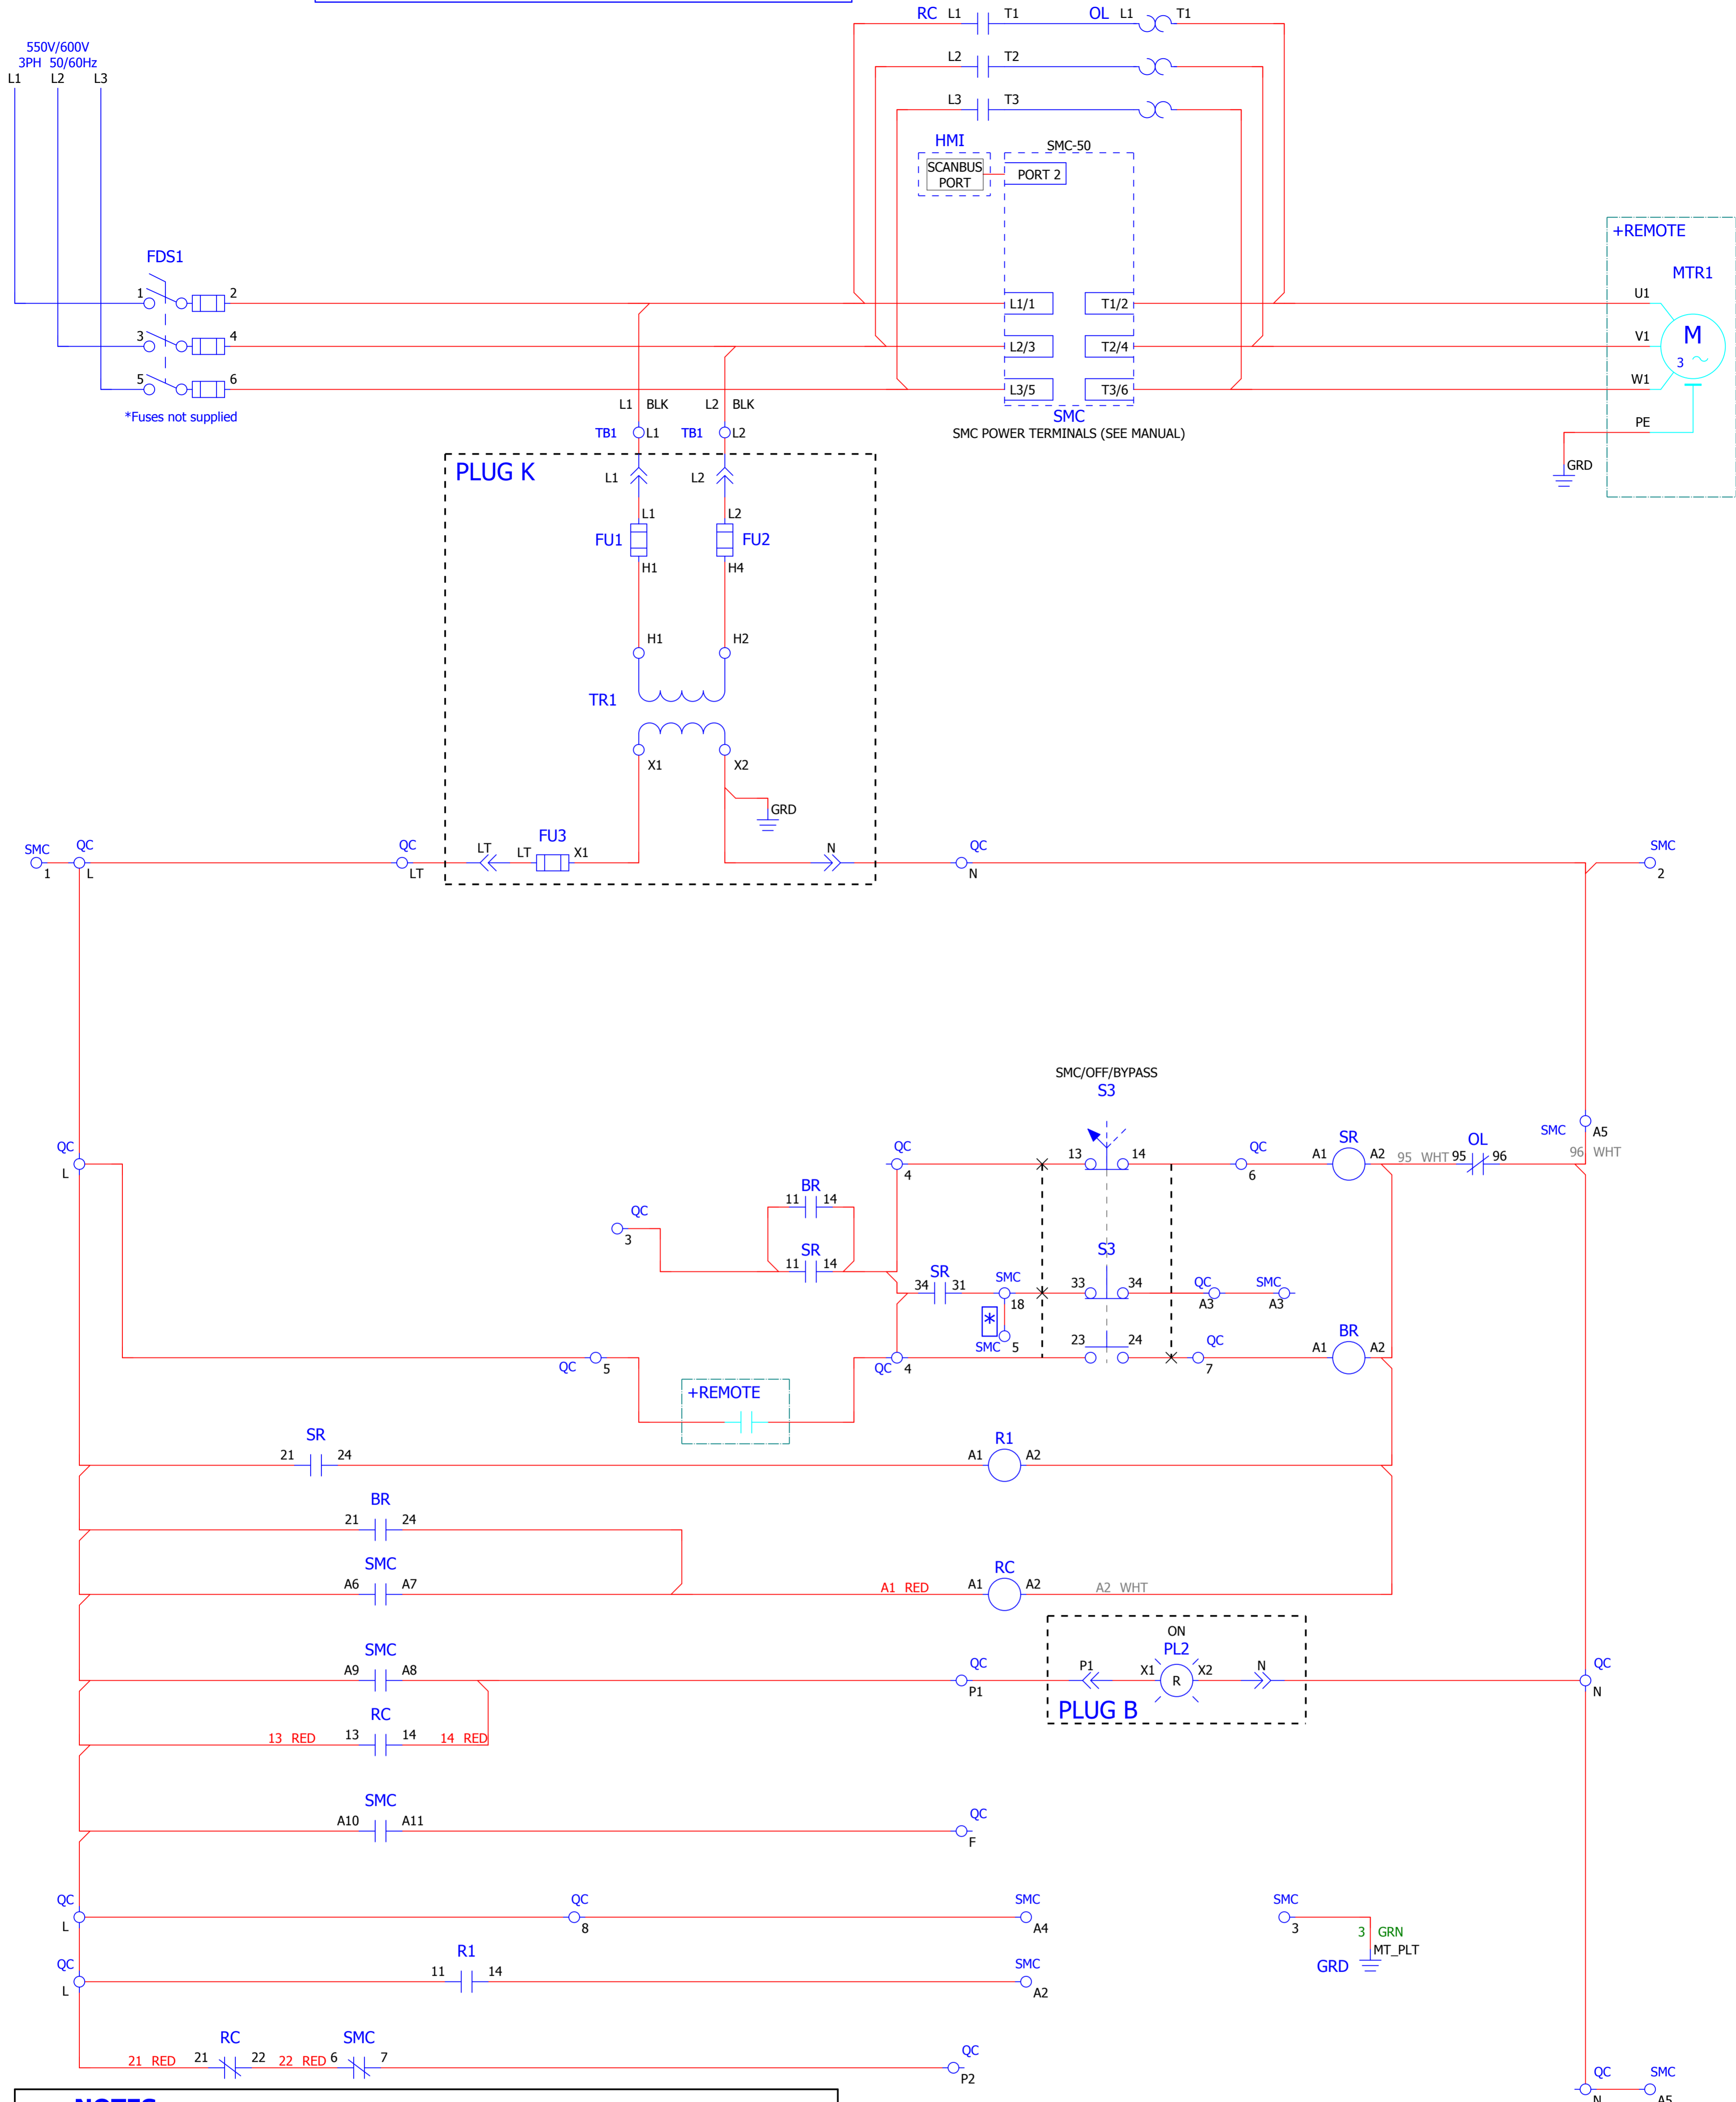 RC L1 T1 OL L1 T1
550V/600V
3PH 50/60Hz
L1 L2 L3
L2 T2
L3 T3
HMI
SMC-50
SCANBUS
PORT
PORT 2
+REMOTE
MTR1
FDS1
1 2
L1/1 T1/2
U1
3 4
L2/3 T2/4
V1
M
3
5 6
L3/5 T3/6
W1
*Fuses not supplied
L1 BLK L2 BLK
SMC
SMC POWER TERMINALS (SEE MANUAL)
PE
TB1 L1 TB1 L2
GRD
PLUG K
L1 L2
L1 L2
FU1 FU2
H1 H4
H1 H2
TR1
X1 X2
GRD
SMC QC QC LT LT FU3 X1 N QC SMC
1 L LT N 2
SMC/OFF/BYPASS
S3
SMC A5
QC QC 13 14 QC A1 SR A2 95 WHT 95 OL 96 96 WHT
L 4 6
BR
11 14
QC
3
SR
11 14
S3
SR
34 31 SMC 33 34 QC SMC
18 A3 A3
*
SMC 5
23 24 QC A1 BR A2
QC 5 QC 4 7
+REMOTE
SR
21 24
R1
A1 A2
BR
21 24
SMC
A6 A7
RC
A1 RED A1 A2 A2 WHT
ON
PL2
SMC
A9 A8
QC P1 X1 R X2 N QC
P1 N
PLUG B
RC
13 RED 13 14 14 RED
SMC
A10 A11
QC
F
QC QC SMC SMC
L 8 A4 3
3 GRN
MT_PLT
GRD
QC R1 SMC
11 14
L A2
RC SMC
21 RED 21 22 22 RED 6 7
QC
P2
QC SMC
N A5
NOTES